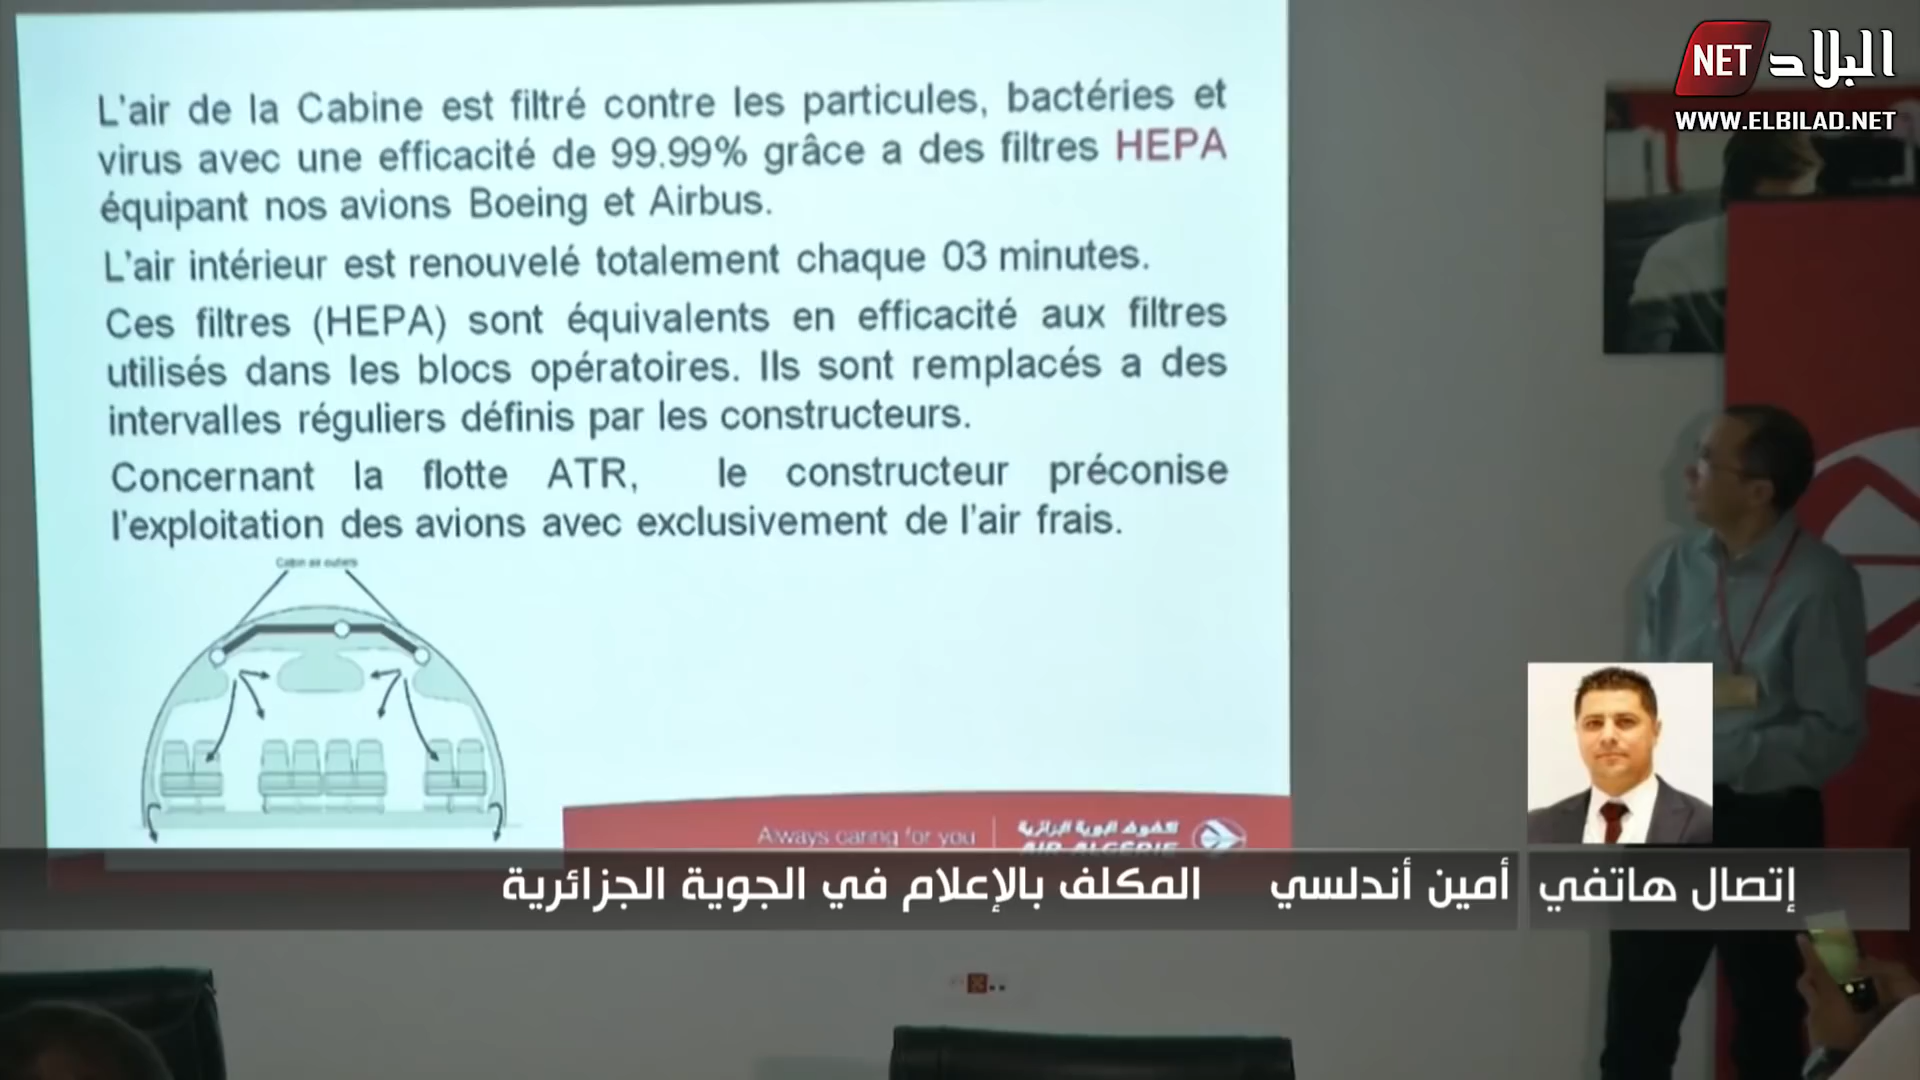 NET البلاد
WWW.ELBILAD.NET
L'air de la Cabine est filtré contre les particules, bactéries et
virus avec une efficacité de 99.99% grâce a des filtres HEPA
équipant nos avions Boeing et Airbus.
L'air intérieur est renouvelé totalement chaque 03 minutes.
Ces filtres (HEPA) sont équivalents en efficacité aux filtres
utilisés dans les blocs opératoires. Ils sont remplacés a des
intervalles réguliers définis par les constructeurs.
Concernant la flotte ATR, le constructeur préconise
l'exploitation des avions avec exclusivement de l'air frais.
Cabin air outlets
Always caring for you
الخطوط الجوية الجزائرية
AIR ALGERIE
إتصال هاتفي
أمين أندلسي
المكلف بالإعلام في الجوية الجزائرية